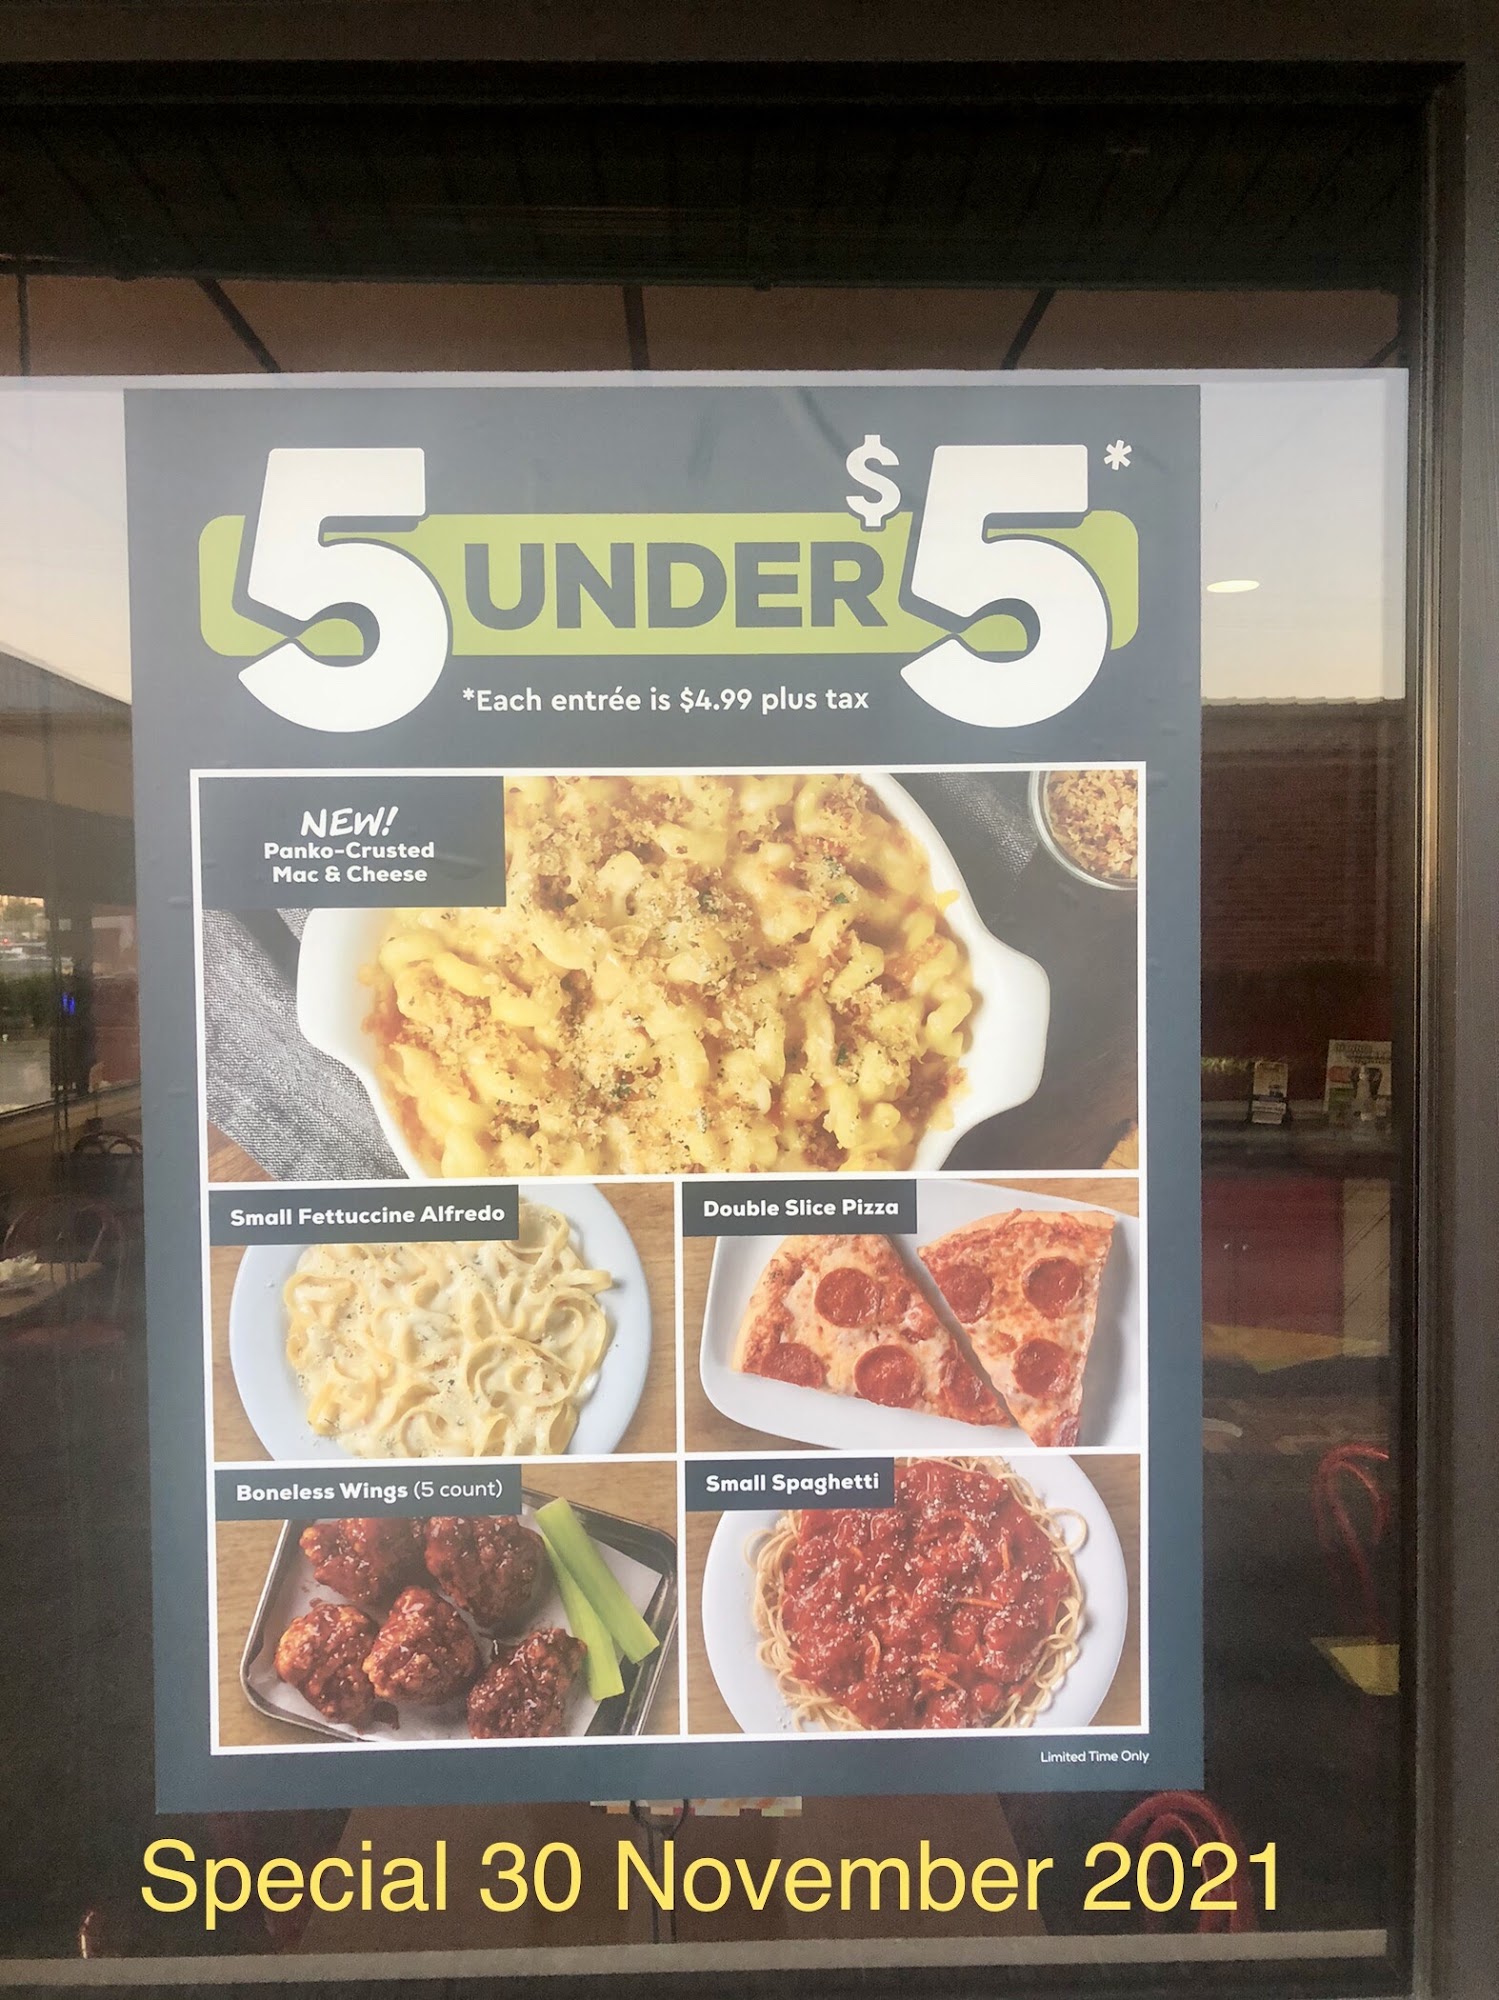 5 UNDER $5*
*Each entrée is $4.99 plus tax
NEW!
Panko-Crusted
Mac & Cheese
Small Fettuccine Alfredo
Double Slice Pizza
Boneless Wings (5 count)
Small Spaghetti
Limited Time Only
Special 30 November 2021